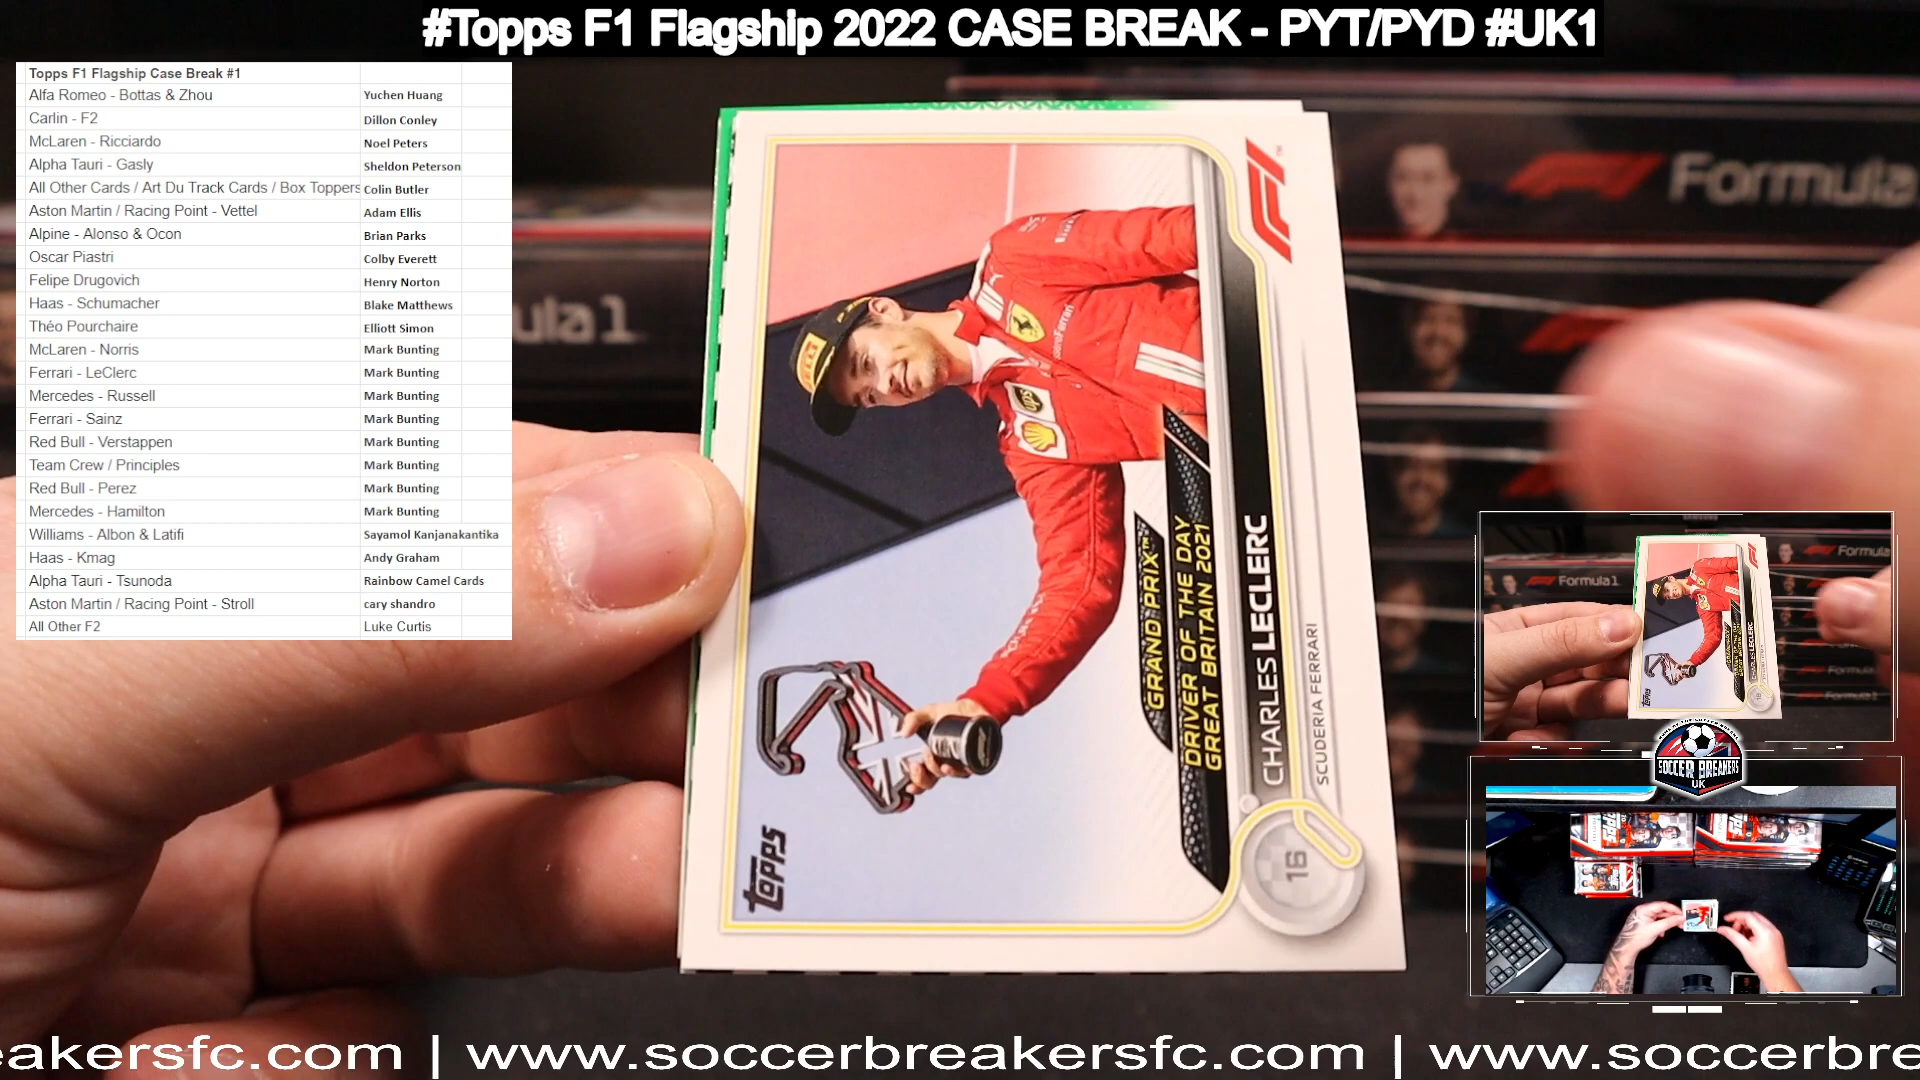 #Topps F1 Flagship 2022 CASE BREAK - PYT/PYD #UK1
Topps F1 Flagship Case Break #1
Alfa Romeo - Bottas & Zhou Yuchen Huang
Carlin - F2 Dillon Conley
McLaren - Ricciardo Noel Peters
Alpha Tauri - Gasly Sheldon Peterson
All Other Cards / Art Du Track Cards / Box Toppers Colin Butler
Aston Martin / Racing Point - Vettel Adam Ellis
Alpine - Alonso & Ocon Brian Parks
Oscar Piastri Colby Everett
Felipe Drugovich Henry Norton
Haas - Schumacher Blake Matthews
Théo Pourchaire Elliott Simon
McLaren - Norris Mark Bunting
Ferrari - LeClerc Mark Bunting
Mercedes - Russell Mark Bunting
Ferrari - Sainz Mark Bunting
Red Bull - Verstappen Mark Bunting
Team Crew / Principles Mark Bunting
Red Bull - Perez Mark Bunting
Mercedes - Hamilton Mark Bunting
Williams - Albon & Latifi Sayamol Kanjanakantika
Haas - Kmag Andy Graham
Alpha Tauri - Tsunoda Rainbow Camel Cards
Aston Martin / Racing Point - Stroll cary shandro
All Other F2 Luke Curtis
F1
ups
GRAND PRIX™
DRIVER OF THE DAY
GREAT BRITAIN 2021
CHARLES LECLERC
SCUDERIA FERRARI
16
topps
Formula
ula1
Formula1
Formula
SOCCER BREAKERS
UK
eakersfc.com | www.soccerbreakersfc.com | www.soccerbre